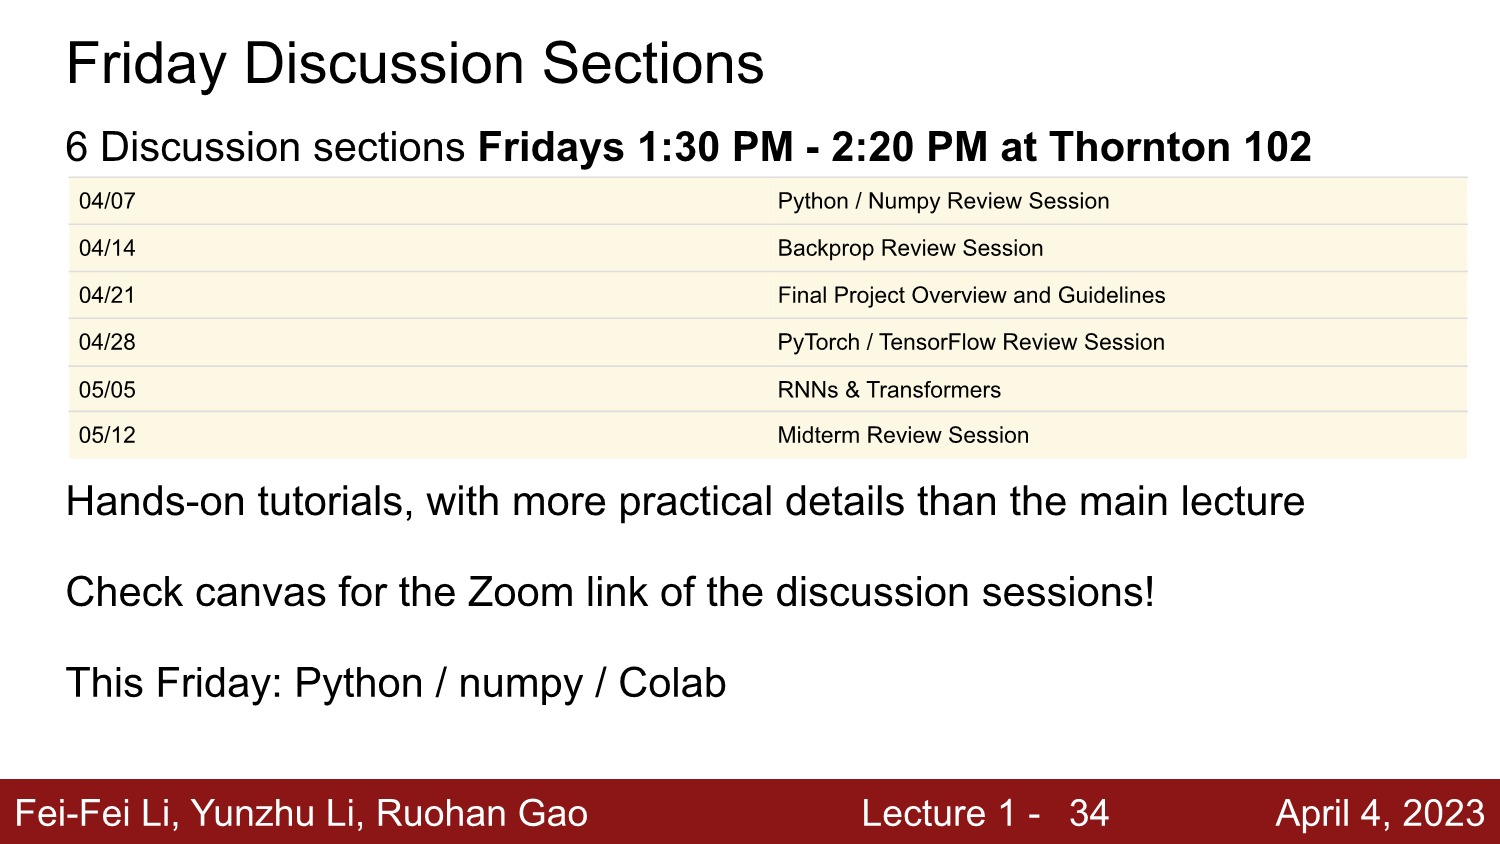 Friday Discussion Sections
6 Discussion sections Fridays 1:30 PM - 2:20 PM at Thornton 102
04/07 Python / Numpy Review Session
04/14 Backprop Review Session
04/21 Final Project Overview and Guidelines
04/28 PyTorch / TensorFlow Review Session
05/05 RNNs & Transformers
05/12 Midterm Review Session
Hands-on tutorials, with more practical details than the main lecture
Check canvas for the Zoom link of the discussion sessions!
This Friday: Python / numpy / Colab
Fei-Fei Li, Yunzhu Li, Ruohan Gao Lecture 1 - 34 April 4, 2023